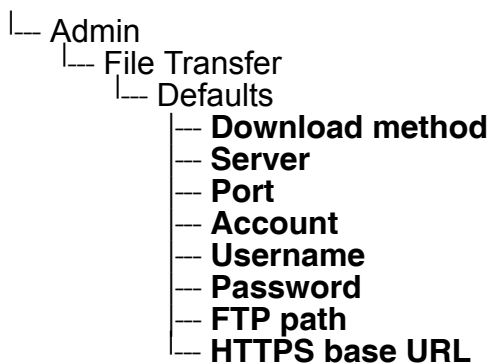 Admin
File Transfer
Defaults
Download method
Server
Port
Account
Username
Password
FTP path
HTTPS base URL